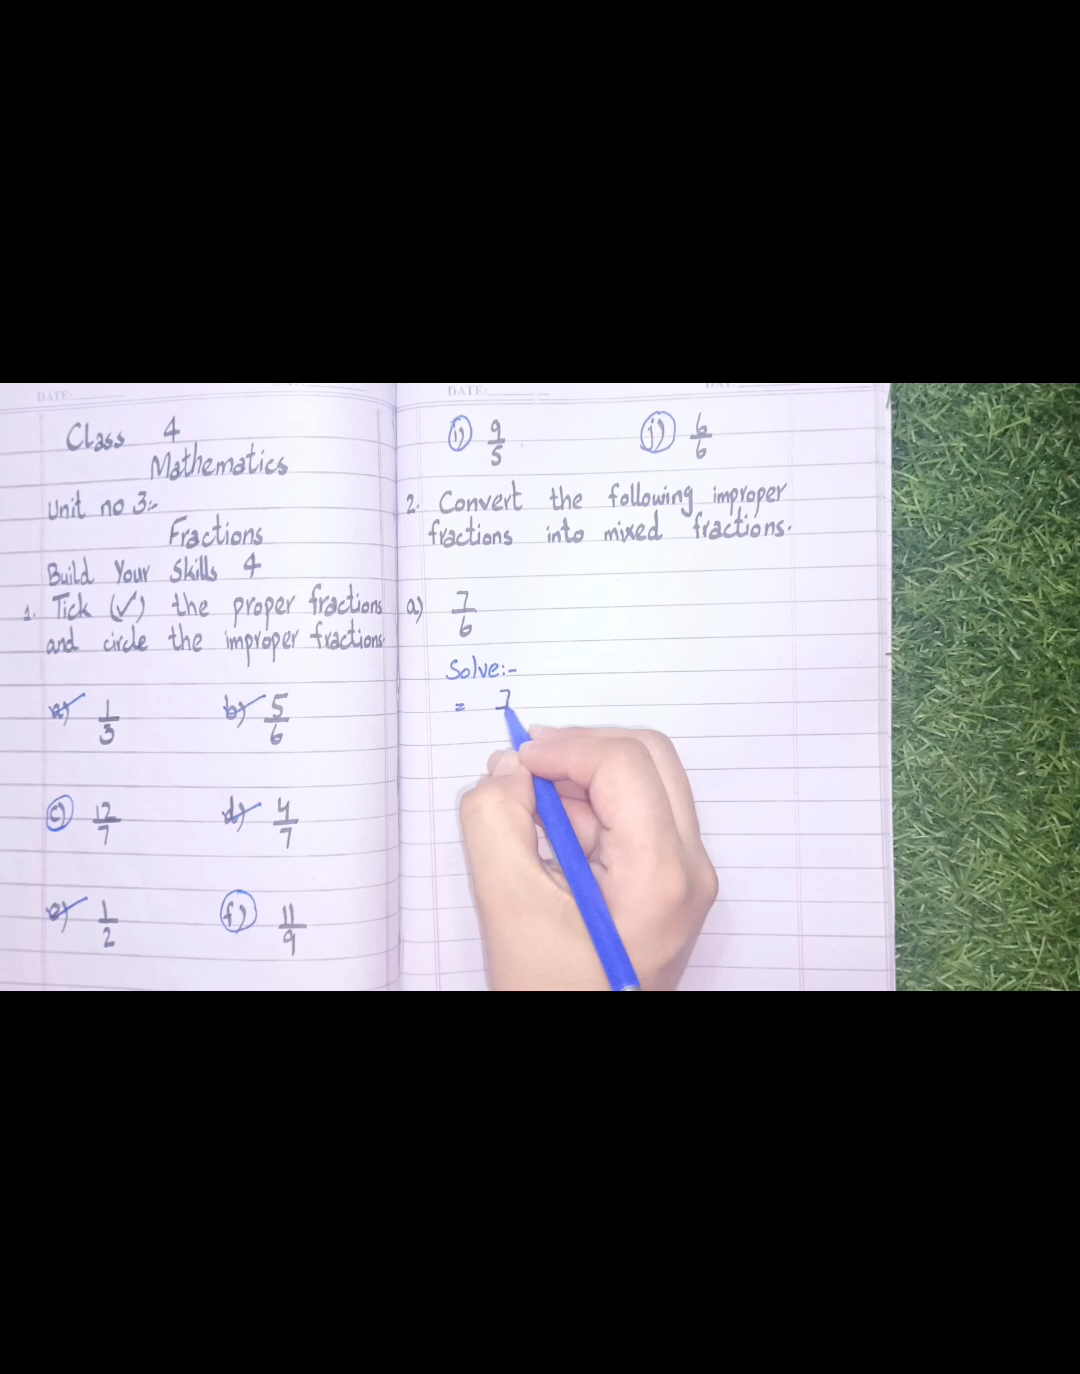 DATE:
Class 4
Mathematics
Unit no 3:-
Fractions
Build Your Skills 4
1. Tick (✓) the proper fractions
and circle the improper fractions.
a) 1/3 b) 5/6
c) 12/7 d) 4/7
e) 1/2 f) 11/9
DATE:
i) 9/5 j) 6/6
2. Convert the following improper
fractions into mixed fractions.
a) 7/6
Solve:-
= 7